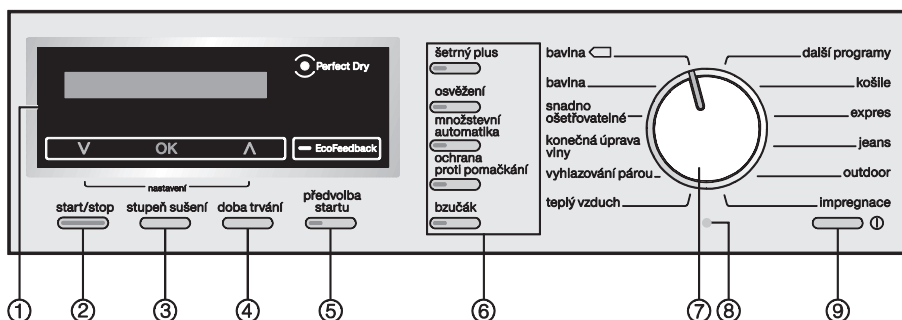 Perfect Dry
OK
EcoFeedback
nastavení
start/stop
stupeň sušení
doba trvání
předvolba
startu
šetrný plus
osvěžení
množstevní
automatika
ochrana
proti pomačkání
bzučák
bavlna
bavlna
snadno
ošetřovatelné
konečná úprava
vlny
vyhlazování párou
teplý vzduch
další programy
košile
expres
jeans
outdoor
impregnace
① ② ③ ④ ⑤ ⑥ ⑦ ⑧ ⑨